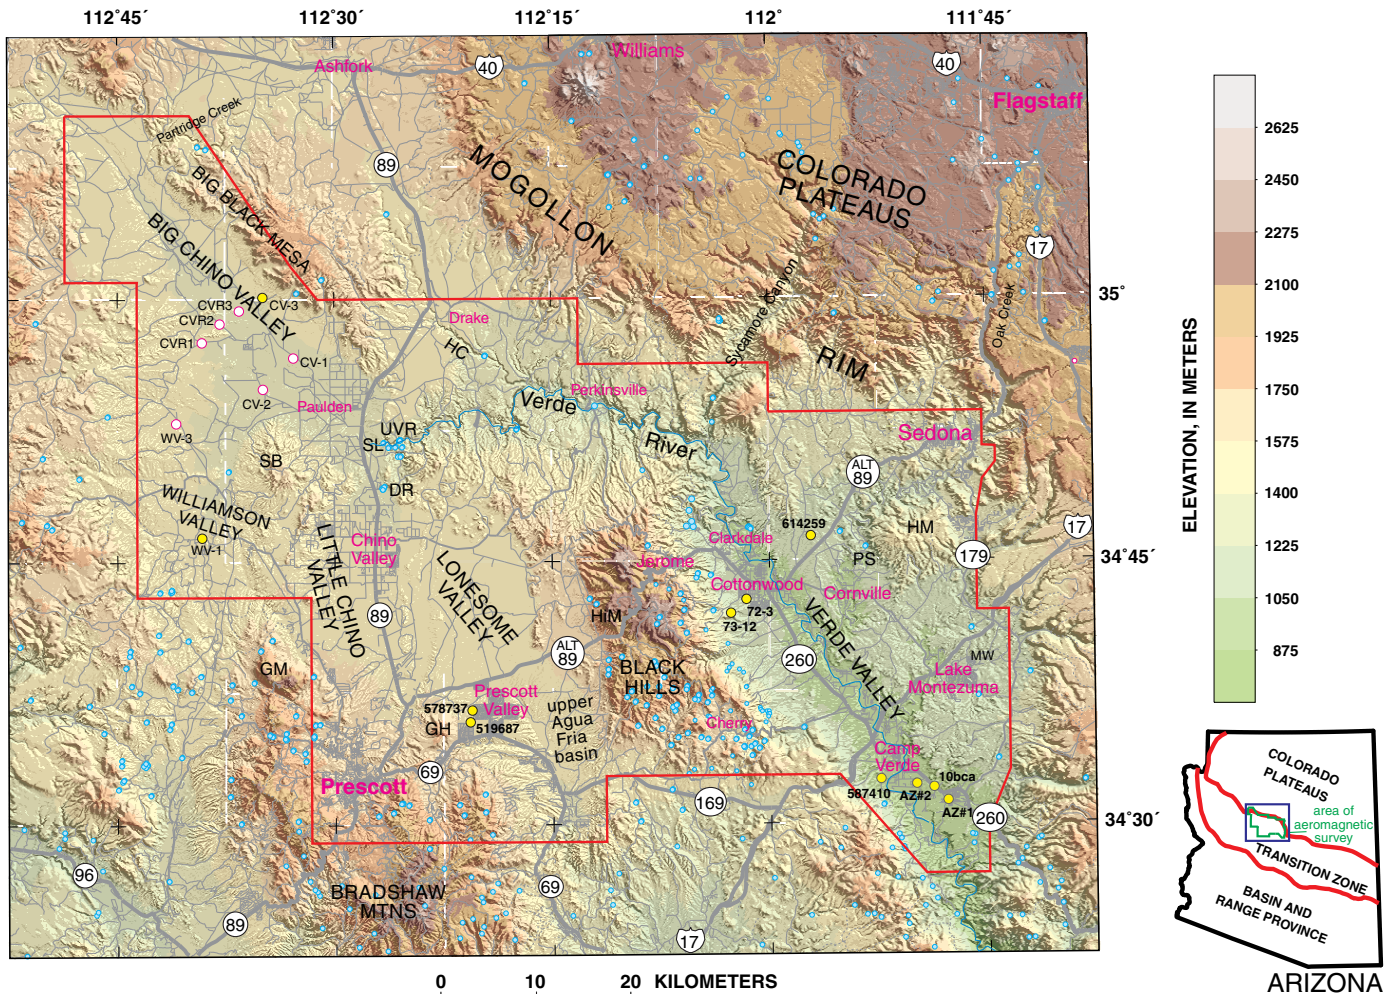 112°45´ 112°30´ 112°15´ 112° 111°45´
Williams
Ashfork
40
40
Flagstaff
Partridge Creek
89
MOGOLLON
COLORADO
PLATEAUS
BIG BLACK MESA
BIG CHINO VALLEY
17
Sycamore Canyon
Oak Creek
35°
CVR3
CV-3
CVR2
CVR1
Drake
HC
RIM
CV-1
CV-2
Paulden
Perkinsville
Verde
River
WV-3
UVR
SL
Sedona
SB
ALT
89
DR
WILLIAMSON
VALLEY
WV-1
614259
HM
17
LITTLE CHINO
VALLEY
Chino
Valley
Clarkdale
PS
179
34°45´
LONESOME
VALLEY
Jerome
Cottonwood
Cornville
72-3
73-12
HiM
89
VERDE VALLEY
ALT
89
260
MW
GM
BLACK
HILLS
Lake
Montezuma
Prescott
Valley
578737
519687
GH
upper
Agua
Fria
basin
Cherry
Camp
Verde
69
Prescott
587410
AZ#2
10bca
AZ#1
169
260
34°30´
96
BRADSHAW
MTNS
69
89
17
0 10 20 KILOMETERS
ELEVATION, IN METERS
2625
2450
2275
2100
1925
1750
1575
1400
1225
1050
875
COLORADO
PLATEAUS
area of
aeromagnetic
survey
TRANSITION ZONE
BASIN AND
RANGE PROVINCE
ARIZONA